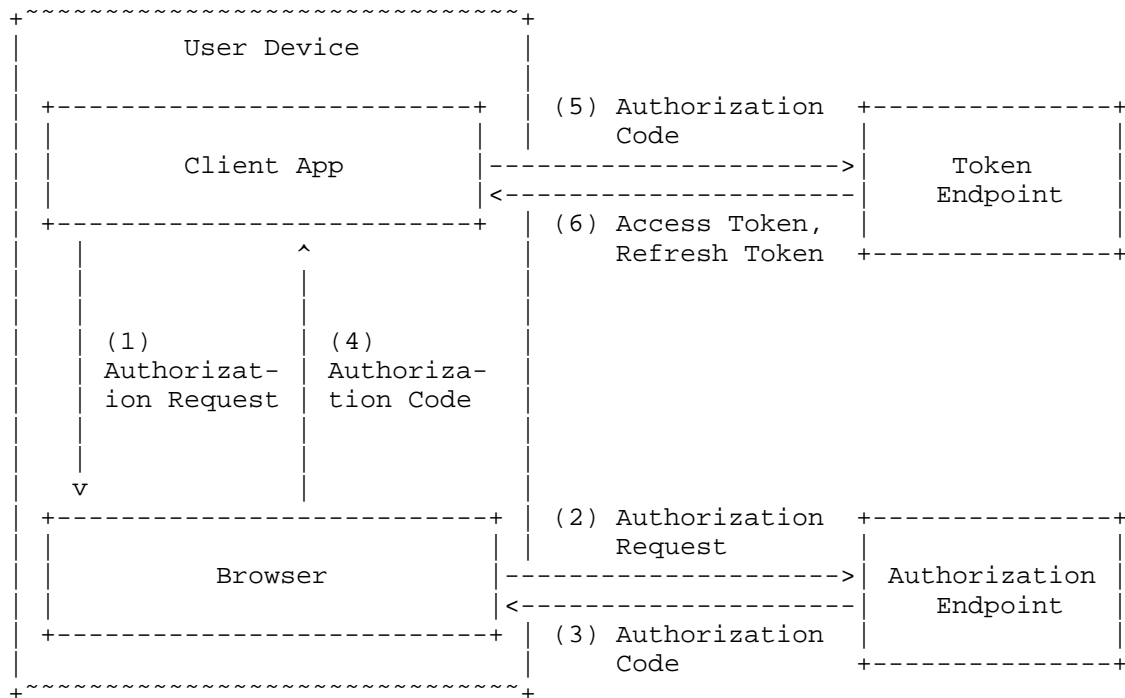 User Device
(5) Authorization
Code
Client App
Token
Endpoint
(6) Access Token,
Refresh Token
(1)
Authorizat-
ion Request
(4)
Authoriza-
tion Code
(2) Authorization
Request
Browser
Authorization
Endpoint
(3) Authorization
Code